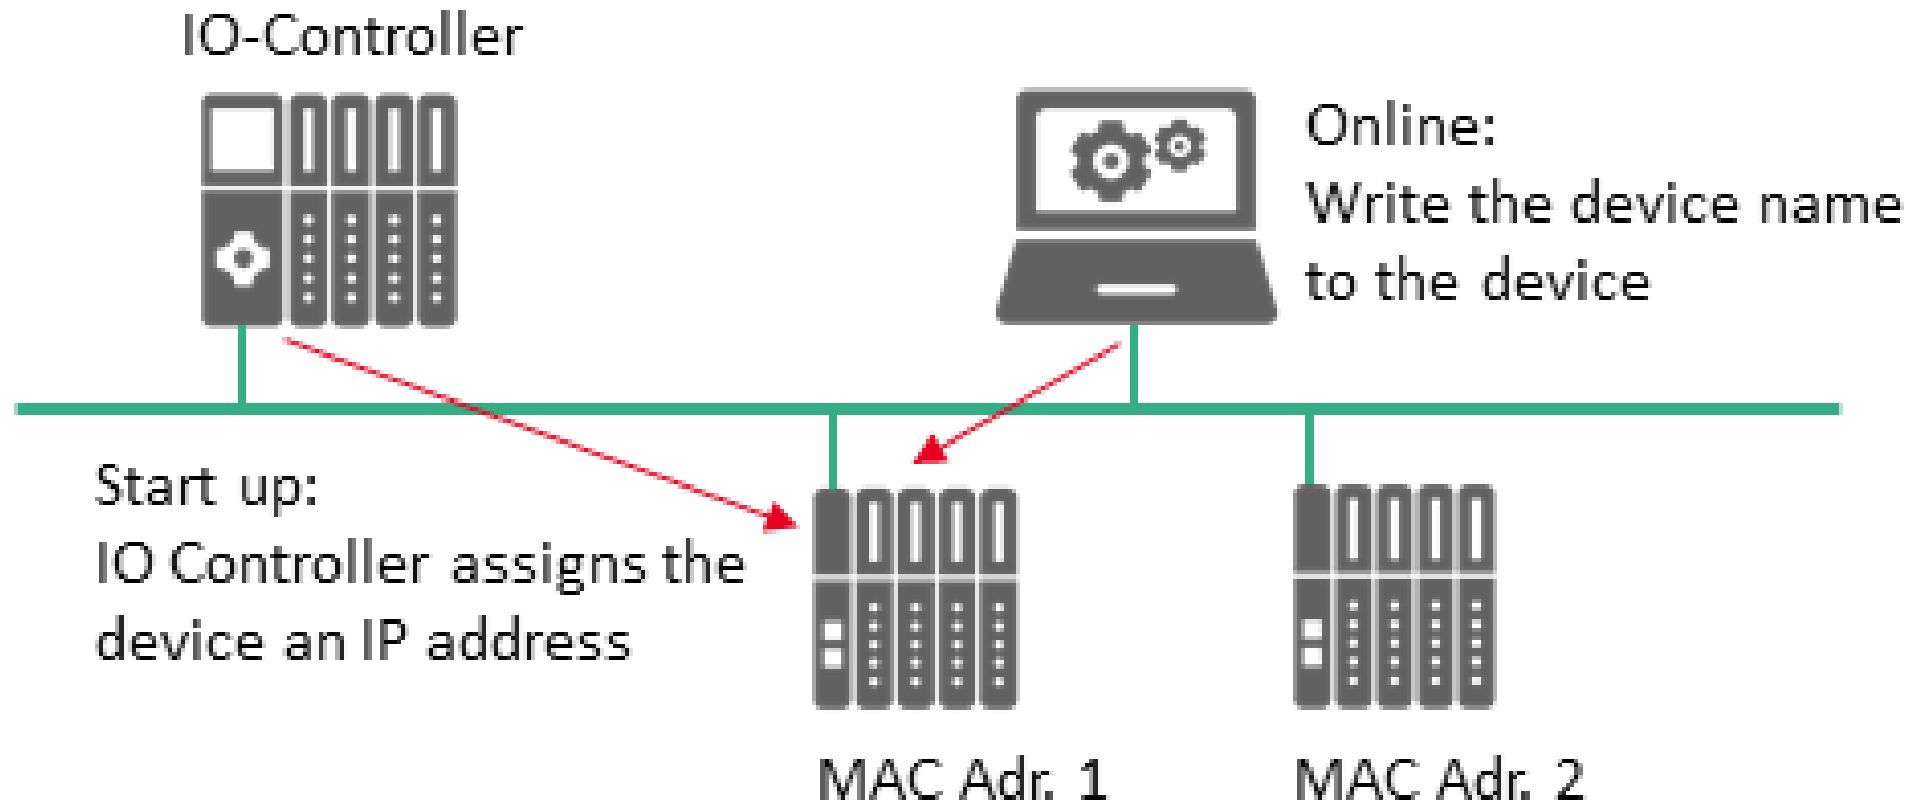 IO-Controller
Online:
Write the device name
to the device
Start up:
IO Controller assigns the
device an IP address
MAC Adr. 1
MAC Adr. 2